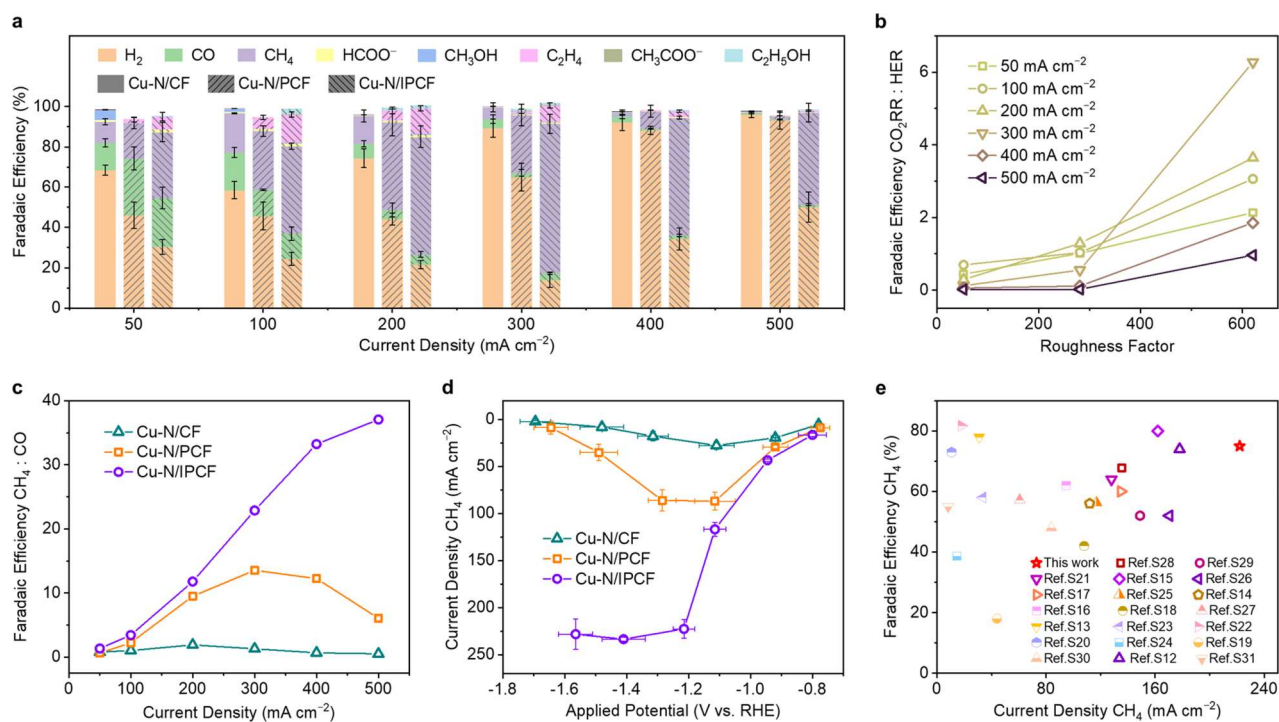 a
Faradaic Efficiency (%)
H₂ CO CH₄ HCOO⁻ CH₃OH C₂H₄ CH₃COO⁻ C₂H₅OH
Cu-N/CF Cu-N/PCF Cu-N/IPCF
100
80
60
40
20
0
50 100 200 300 400 500
Current Density (mA cm⁻²)
b
Faradaic Efficiency CO₂RR : HER
50 mA cm⁻²
100 mA cm⁻²
200 mA cm⁻²
300 mA cm⁻²
400 mA cm⁻²
500 mA cm⁻²
6
4
2
0
0 200 400 600
Roughness Factor
c
Faradaic Efficiency CH₄ : CO
40
30
20
10
0
Cu-N/CF
Cu-N/PCF
Cu-N/IPCF
0 100 200 300 400 500
Current Density (mA cm⁻²)
d
Current Density CH₄ (mA cm⁻²)
0
50
100
150
200
250
Cu-N/CF
Cu-N/PCF
Cu-N/IPCF
-1.8 -1.6 -1.4 -1.2 -1.0 -0.8
Applied Potential (V vs. RHE)
e
Faradaic Efficiency CH₄ (%)
80
60
40
20
0
This work Ref.S28 Ref.S29
Ref.S21 Ref.S15 Ref.S26
Ref.S17 Ref.S25 Ref.S14
Ref.S16 Ref.S18 Ref.S27
Ref.S13 Ref.S23 Ref.S22
Ref.S20 Ref.S24 Ref.S19
Ref.S30 Ref.S12 Ref.S31
0 80 160 240
Current Density CH₄ (mA cm⁻²)